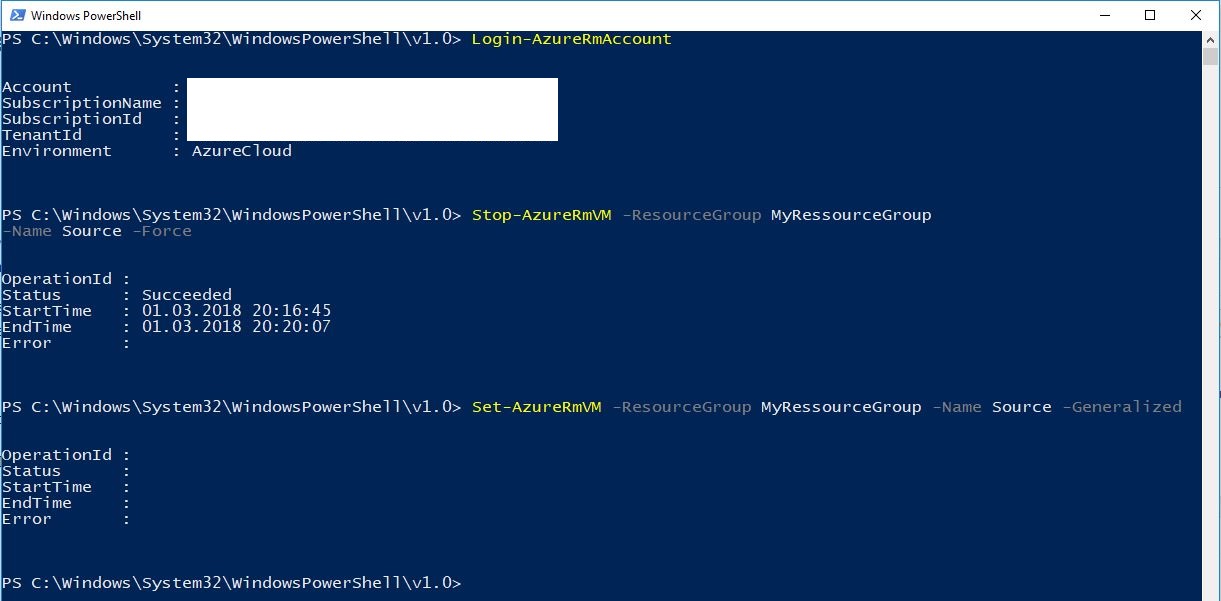 Windows PowerShell
PS C:\Windows\System32\WindowsPowerShell\v1.0> Login-AzureRmAccount
Account :
SubscriptionName :
SubscriptionId :
TenantId :
Environment : AzureCloud
PS C:\Windows\System32\WindowsPowerShell\v1.0> Stop-AzureRmVM -ResourceGroup MyRessourceGroup
-Name Source -Force
OperationId :
Status : Succeeded
StartTime : 01.03.2018 20:16:45
EndTime : 01.03.2018 20:20:07
Error :
PS C:\Windows\System32\WindowsPowerShell\v1.0> Set-AzureRmVM -ResourceGroup MyRessourceGroup -Name Source -Generalized
OperationId :
Status :
StartTime :
EndTime :
Error :
PS C:\Windows\System32\WindowsPowerShell\v1.0>